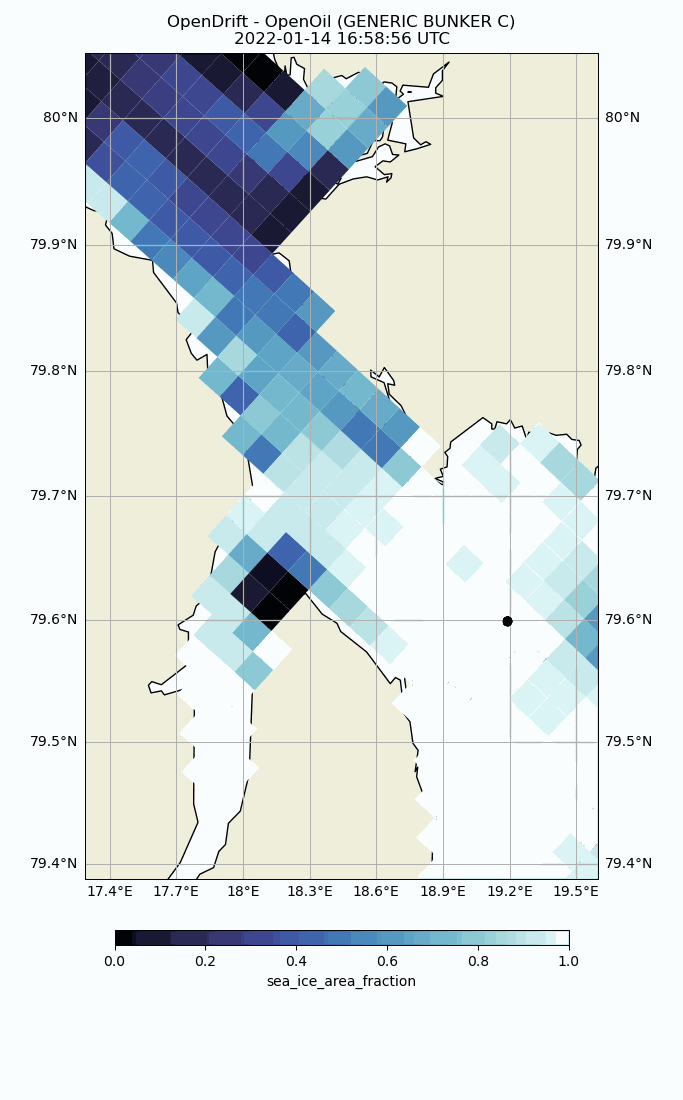 OpenDrift - OpenOil (GENERIC BUNKER C)
2022-01-14 16:58:56 UTC
80°N 80°N
79.9°N 79.9°N
79.8°N 79.8°N
79.7°N 79.7°N
79.6°N 79.6°N
79.5°N 79.5°N
79.4°N 79.4°N
17.4°E 17.7°E 18°E 18.3°E 18.6°E 18.9°E 19.2°E 19.5°E
0.0 0.2 0.4 0.6 0.8 1.0
sea_ice_area_fraction